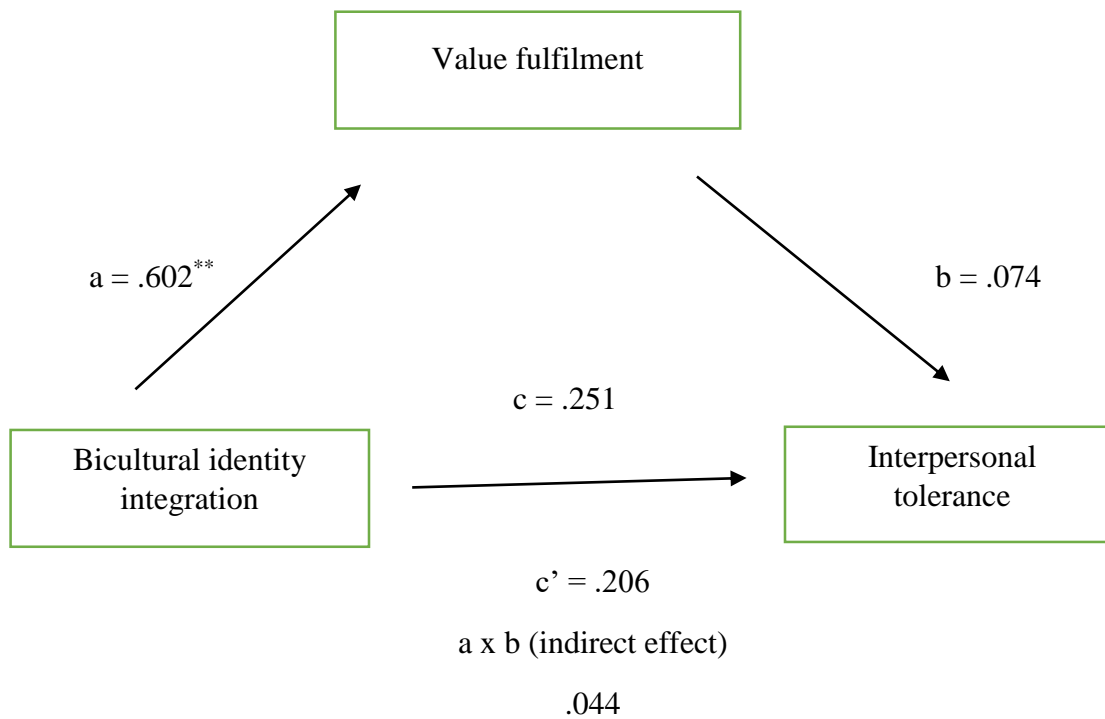 Value fulfilment
a = .602**
b = .074
c = .251
Bicultural identity
integration
Interpersonal
tolerance
c’ = .206
a x b (indirect effect)
.044